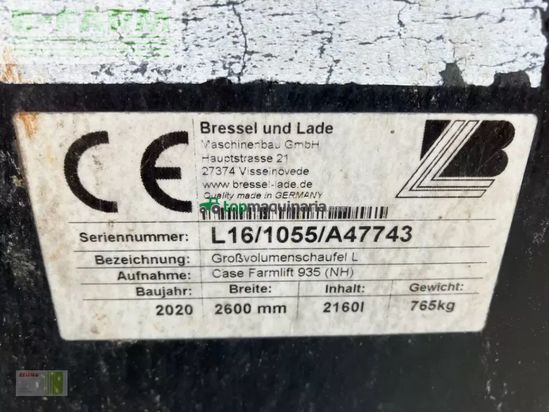 CE
Bressel und Lade
Maschinenbau GmbH
Hauptstrasse 21
27374 Visselhövede
www.bressel-lade.de
Quality made in GERMANY
topmaquinaria
Seriennummer: L16/1055/A47743
Bezeichnung: Großvolumenschaufel L
Aufnahme: Case Farmlift 935 (NH)
Baujahr: Breite: Inhalt: Gewicht:
2020 2600 mm 2160l 765kg